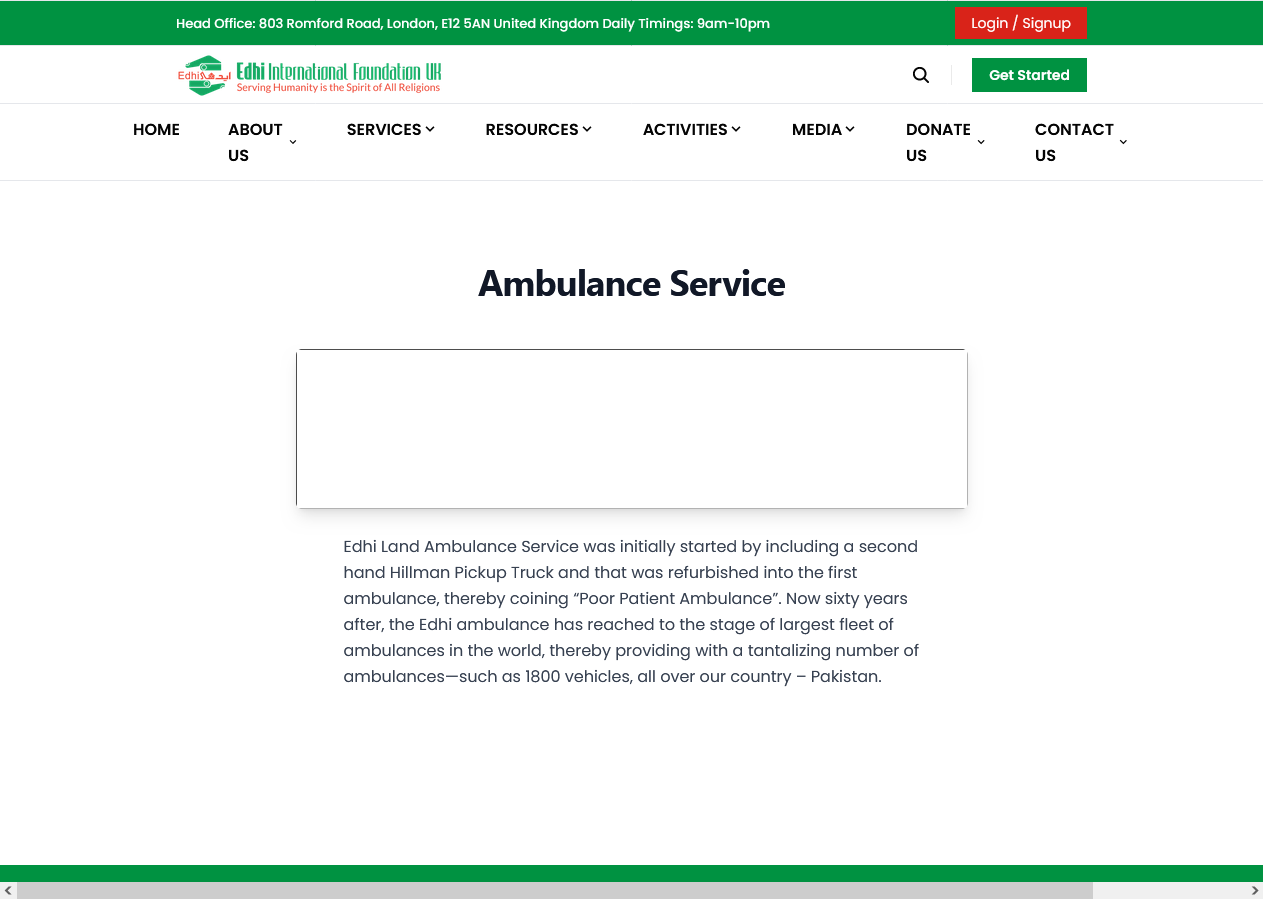 Head Office: 803 Romford Road, London, E12 5AN United Kingdom Daily Timings: 9am-10pm
Login / Signup
Edhi ایدھی
Edhi International Foundation UK
Serving Humanity is the Spirit of All Religions
Get Started
HOME
ABOUT US
SERVICES
RESOURCES
ACTIVITIES
MEDIA
DONATE US
CONTACT US
Ambulance Service
Edhi Land Ambulance Service was initially started by including a second
hand Hillman Pickup Truck and that was refurbished into the first
ambulance, thereby coining “Poor Patient Ambulance”. Now sixty years
after, the Edhi ambulance has reached to the stage of largest fleet of
ambulances in the world, thereby providing with a tantalizing number of
ambulances—such as 1800 vehicles, all over our country – Pakistan.